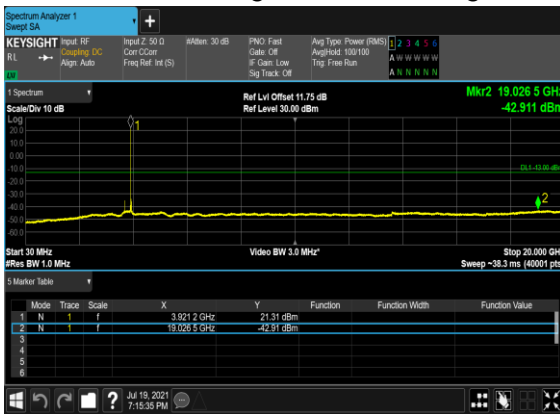 Spectrum Analyzer 1
Swept SA
+
KEYSIGHT Input: RF Input Z: 50 Ω #Atten: 30 dB PNO: Fast Avg Type: Power (RMS) 1 2 3 4 5 6
RL Coupling: DC Corr CCorr Gate: Off Avg|Hold: 100/100 A W W W W W
Align: Auto Freq Ref: Int (S) IF Gain: Low Trig: Free Run
Sig Track: Off A N N N N N
1 Spectrum Ref Lvl Offset 11.75 dB Mkr2 19.026 5 GHz
Scale/Div 10 dB Ref Level 30.00 dBm -42.911 dBm
Log
20.0
10.0
0.00
-10.0
DL1 -13.00 dBm
-20.0
-30.0
-40.0
-50.0
-60.0
1
2
Start 30 MHz Video BW 3.0 MHz* Stop 20.000 GH
#Res BW 1.0 MHz Sweep ~38.3 ms (40001 pts
5 Marker Table
Mode Trace Scale X Y Function Function Width Function Value
1 N 1 f 3.921 2 GHz 21.31 dBm
2 N 1 f 19.026 5 GHz -42.91 dBm
3
4
5
6
? Jul 19, 2021
7:15:35 PM